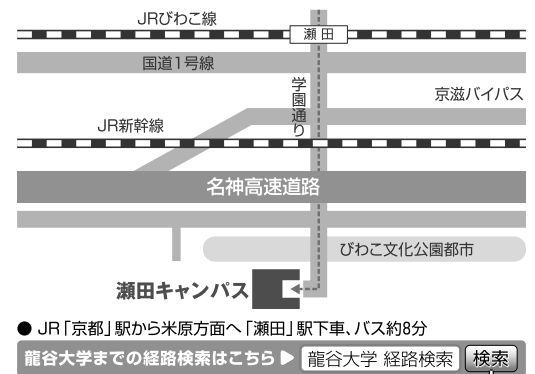 JRびわこ線
瀬田
国道1号線
学園通り
京滋バイパス
JR新幹線
名神高速道路
びわこ文化公園都市
瀬田キャンパス
● JR「京都」駅から米原方面へ「瀬田」駅下車、バス約8分
龍谷大学までの経路検索はこちら ▶ 龍谷大学 経路検索 検索